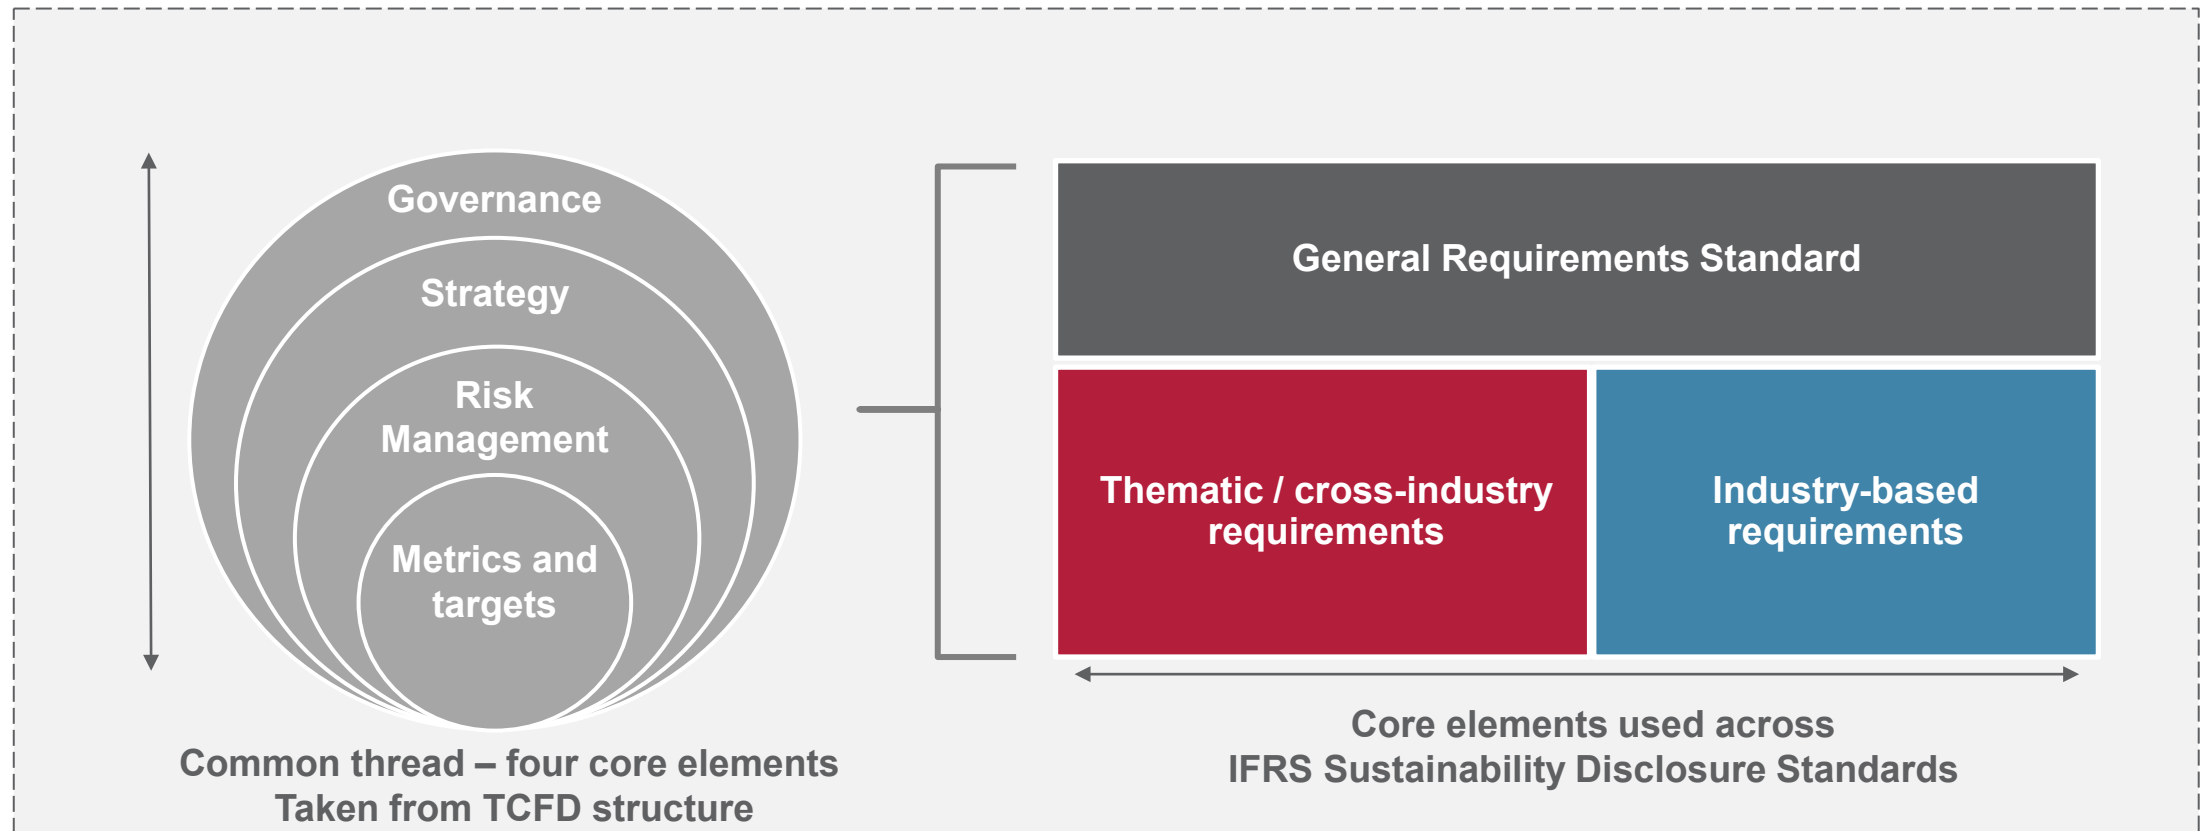 Governance
Strategy
Risk
Management
Metrics and
targets
Common thread – four core elements
Taken from TCFD structure
General Requirements Standard
Thematic / cross-industry
requirements
Industry-based
requirements
Core elements used across
IFRS Sustainability Disclosure Standards